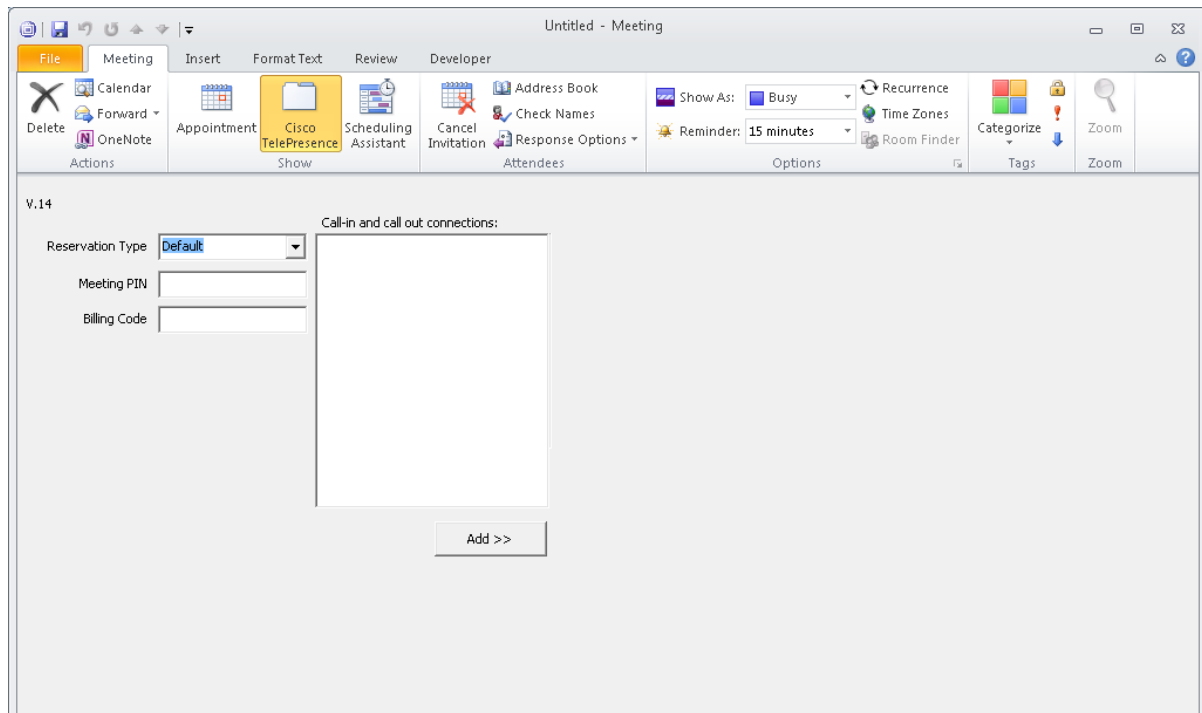 Untitled - Meeting
File Meeting Insert Format Text Review Developer
Delete
Calendar
Forward
OneNote
Actions
Appointment
Cisco TelePresence
Scheduling Assistant
Show
Cancel Invitation
Address Book
Check Names
Response Options
Attendees
Show As: Busy
Reminder: 15 minutes
Recurrence
Time Zones
Room Finder
Options
Categorize
Tags
Zoom
Zoom
V.14
Call-in and call out connections:
Reservation Type Default
Meeting PIN
Billing Code
Add >>